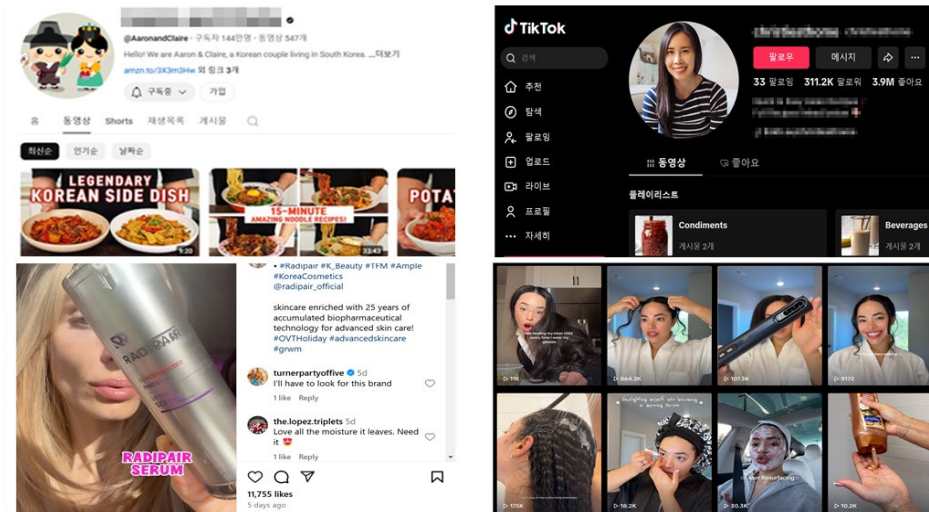 @AaronandClaire · 구독자 144만명 · 동영상 547개
Hello! We are Aaron & Claire, a Korean couple living in South Korea. ...더보기
amzn.to/3X3m3Hw 외 링크 3개
구독중
가입
홈 동영상 Shorts 재생목록 게시물
최신순 인기순 날짜순
LEGENDARY
KOREAN SIDE DISH
9:20
15-MINUTE
AMAZING NOODLE RECIPES!
33:43
POTA
TikTok
검색
추천
탐색
팔로잉
업로드
라이브
프로필
자세히
팔로우 메시지
33 팔로잉 311.2K 팔로워 3.9M 좋아요
동영상 좋아요
플레이리스트
Condiments
게시물 2개
Beverages
게시물 2개
RADIPAIR
RADIPAIR
SERUM
• #Radipair #K_Beauty #TFM #Ample
#KoreaCosmetics
@radipair_official
skincare enriched with 25 years of
accumulated biopharmaceutical
technology for advanced skin care!
#OVTHoliday #advancedskincare
#grwm
turnerpartyoffive 5d
I'll have to look for this brand
1 like Reply
the.lopez.triplets 5d
Love all the moisture it leaves. Need
it 😍
1 like Reply
11,755 likes
5 days ago
11K
664.2K
107.3K
9172
175K
18.2K
30.3K
10.2K